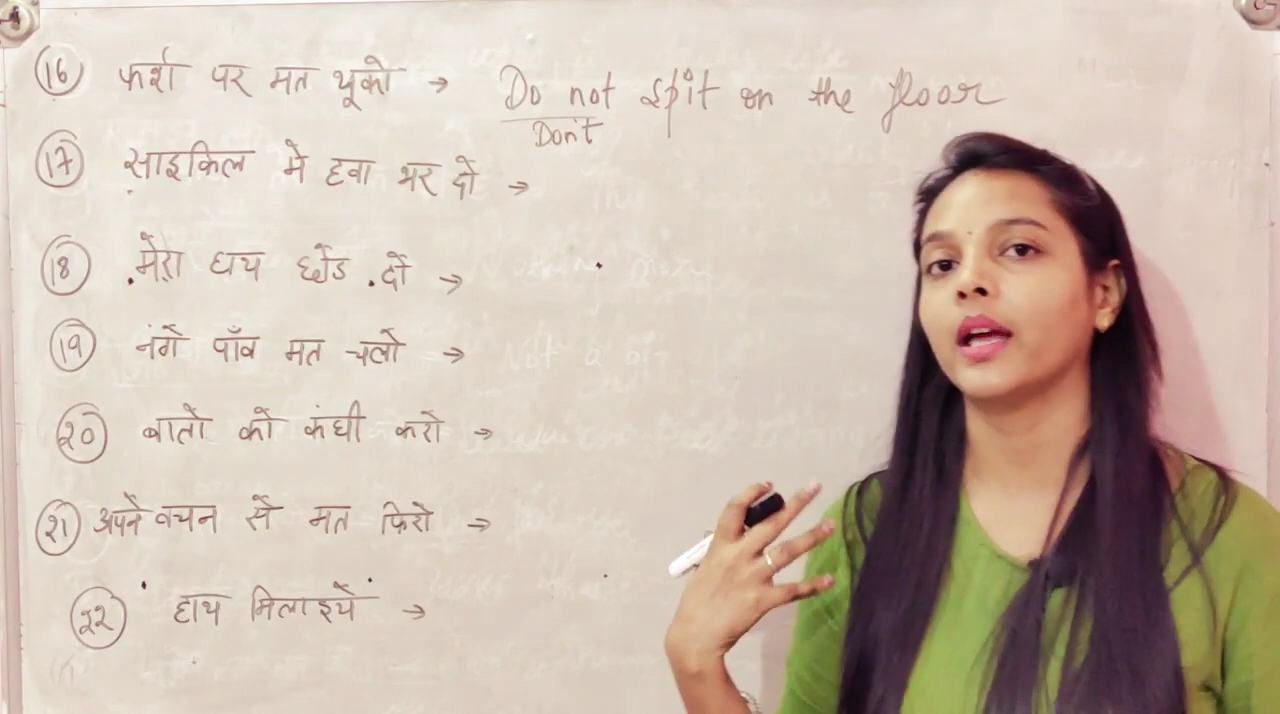 16 फर्श पर मत थूको → Do not spit on the floor
Don't
17 साइकिल मे हवा भर दो →
18 मेरा हाथ छोड दो →
19 नंगे पाँव मत चलो →
20 बालो को कंघी करो →
21 अपने वचन से मत फिरो →
22 हाथ मिलाइये →